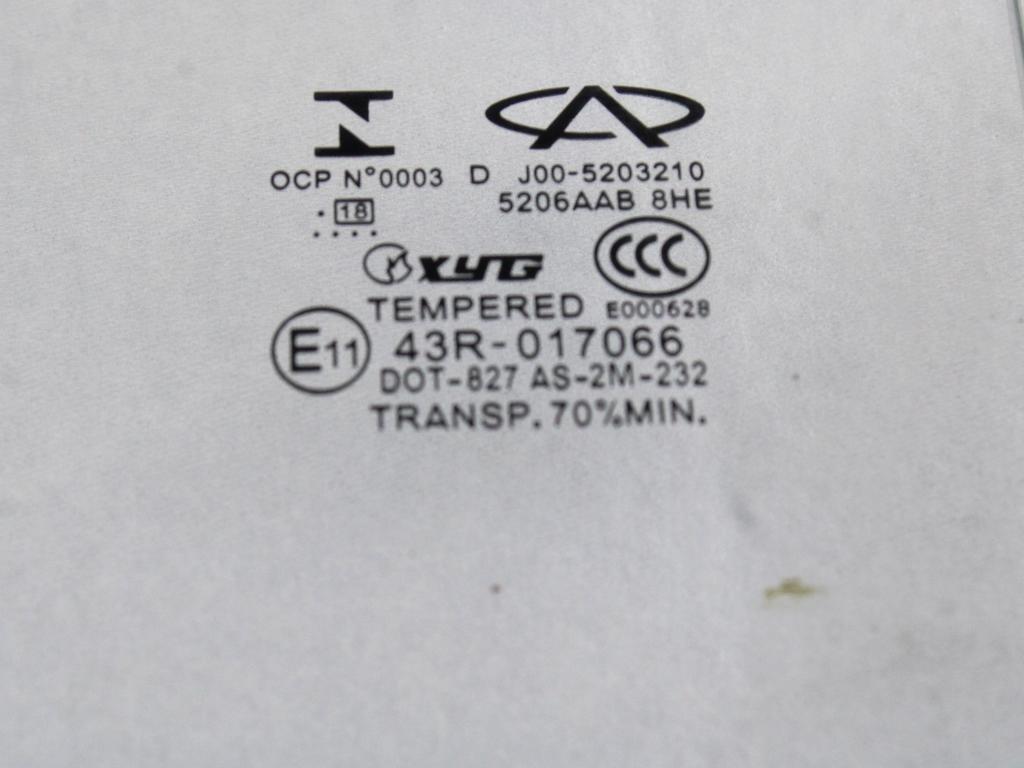 OCP N°0003 D J00-5203210
5206AAB 8HE
18
XYG
CCC
TEMPERED E000628
E11 43R-017066
DOT-827 AS-2M-232
TRANSP. 70%MIN.